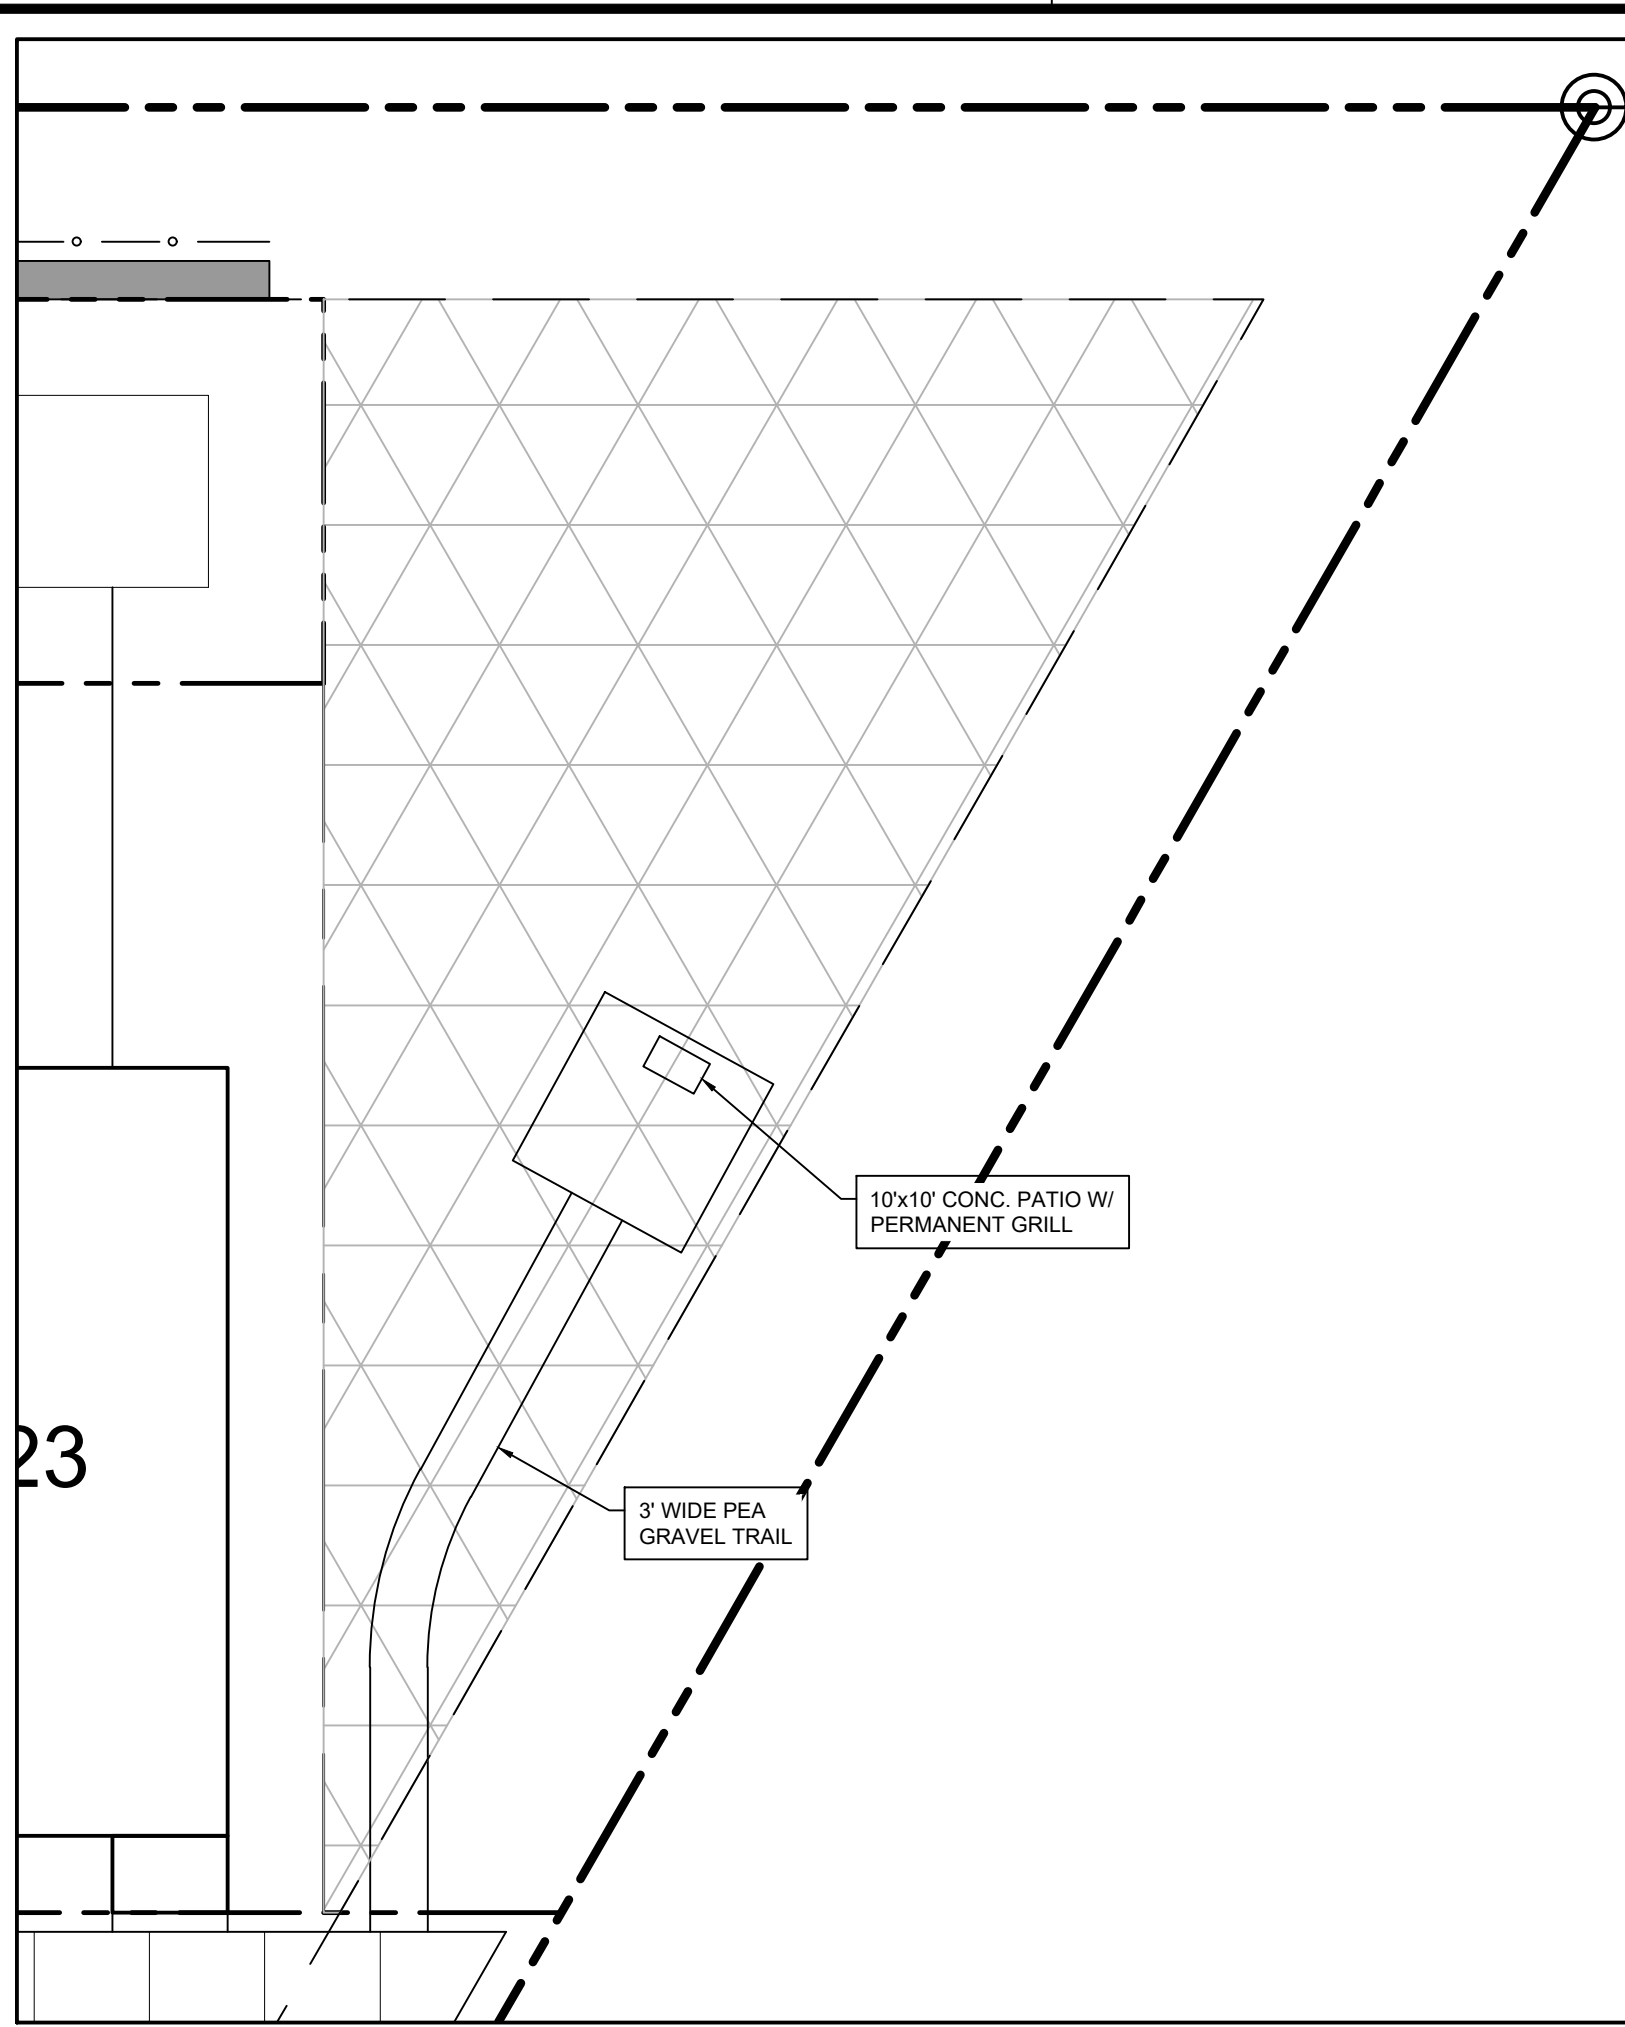 10'x10' CONC. PATIO W/
PERMANENT GRILL
23
3' WIDE PEA
GRAVEL TRAIL